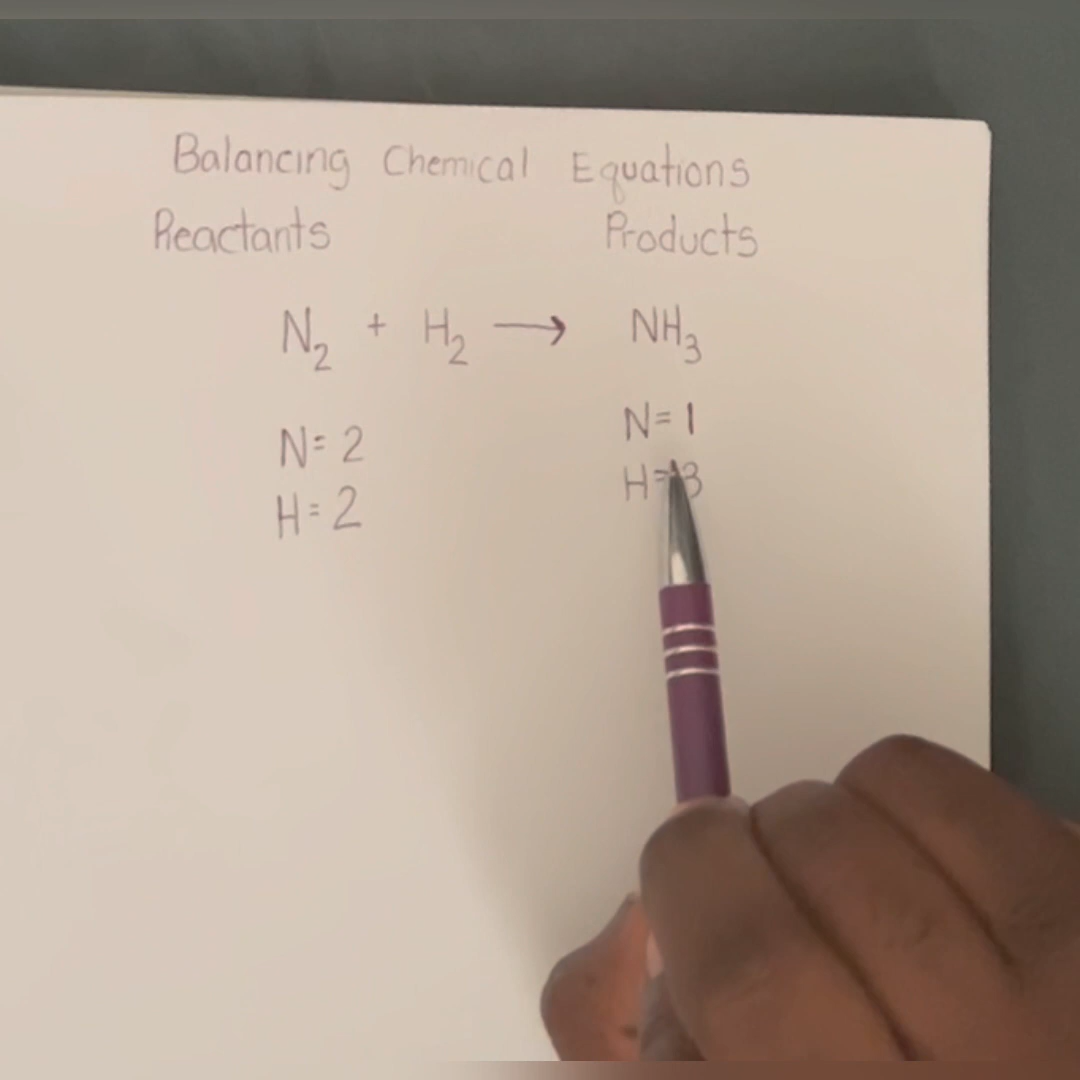 Balancing Chemical Equations
Reactants Products
N₂ + H₂ → NH₃
N= 2 N= 1
H= 2 H= 3